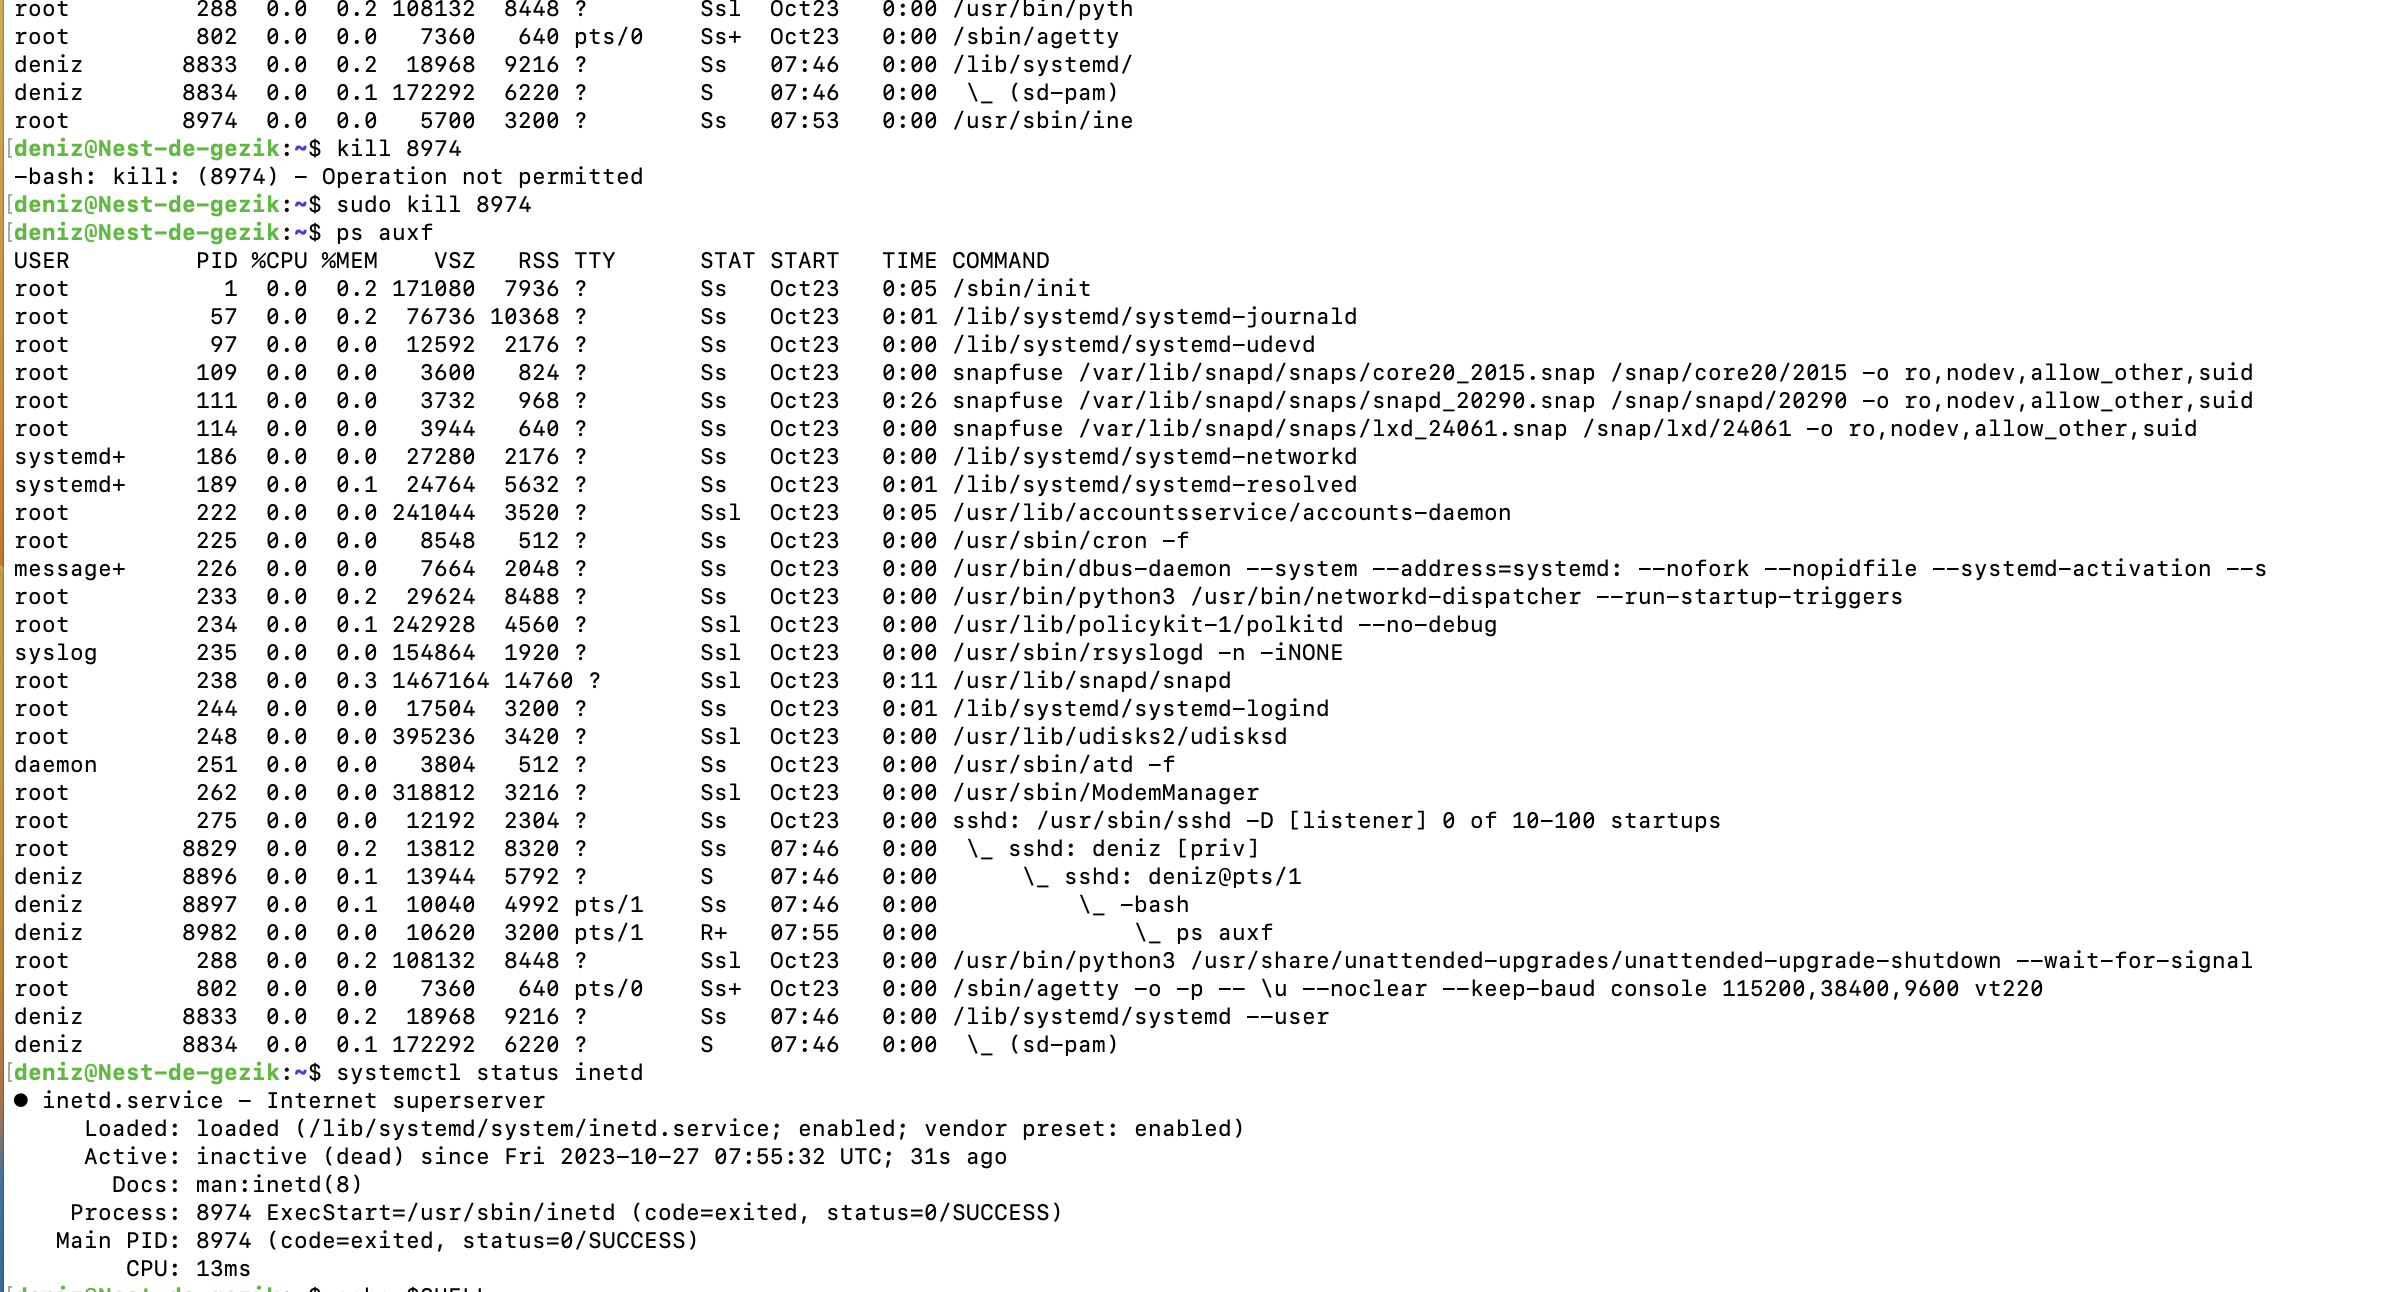 root         288  0.0  0.2 108132  8448 ?        Ssl  Oct23   0:00 /usr/bin/pyth
root         802  0.0  0.0   7360   640 pts/0    Ss+  Oct23   0:00 /sbin/agetty
deniz       8833  0.0  0.2  18968  9216 ?        Ss   07:46   0:00 /lib/systemd/
deniz       8834  0.0  0.1 172292  6220 ?        S    07:46   0:00  \_ (sd-pam)
root        8974  0.0  0.0   5700  3200 ?        Ss   07:53   0:00 /usr/sbin/ine
[deniz@Nest-de-gezik:~$ kill 8974
-bash: kill: (8974) - Operation not permitted
[deniz@Nest-de-gezik:~$ sudo kill 8974
[deniz@Nest-de-gezik:~$ ps auxf
USER         PID %CPU %MEM    VSZ   RSS TTY      STAT START   TIME COMMAND
root           1  0.0  0.2 171080  7936 ?        Ss   Oct23   0:05 /sbin/init
root          57  0.0  0.2  76736 10368 ?        Ss   Oct23   0:01 /lib/systemd/systemd-journald
root          97  0.0  0.0  12592  2176 ?        Ss   Oct23   0:00 /lib/systemd/systemd-udevd
root         109  0.0  0.0   3600   824 ?        Ss   Oct23   0:00 snapfuse /var/lib/snapd/snaps/core20_2015.snap /snap/core20/2015 -o ro,nodev,allow_other,suid
root         111  0.0  0.0   3732   968 ?        Ss   Oct23   0:26 snapfuse /var/lib/snapd/snaps/snapd_20290.snap /snap/snapd/20290 -o ro,nodev,allow_other,suid
root         114  0.0  0.0   3944   640 ?        Ss   Oct23   0:00 snapfuse /var/lib/snapd/snaps/lxd_24061.snap /snap/lxd/24061 -o ro,nodev,allow_other,suid
systemd+     186  0.0  0.0  27280  2176 ?        Ss   Oct23   0:00 /lib/systemd/systemd-networkd
systemd+     189  0.0  0.1  24764  5632 ?        Ss   Oct23   0:01 /lib/systemd/systemd-resolved
root         222  0.0  0.0 241044  3520 ?        Ssl  Oct23   0:05 /usr/lib/accountsservice/accounts-daemon
root         225  0.0  0.0   8548   512 ?        Ss   Oct23   0:00 /usr/sbin/cron -f
message+     226  0.0  0.0   7664  2048 ?        Ss   Oct23   0:00 /usr/bin/dbus-daemon --system --address=systemd: --nofork --nopidfile --systemd-activation --s
root         233  0.0  0.2  29624  8488 ?        Ss   Oct23   0:00 /usr/bin/python3 /usr/bin/networkd-dispatcher --run-startup-triggers
root         234  0.0  0.1 242928  4560 ?        Ssl  Oct23   0:00 /usr/lib/policykit-1/polkitd --no-debug
syslog       235  0.0  0.0 154864  1920 ?        Ssl  Oct23   0:00 /usr/sbin/rsyslogd -n -iNONE
root         238  0.0  0.3 1467164 14760 ?       Ssl  Oct23   0:11 /usr/lib/snapd/snapd
root         244  0.0  0.0  17504  3200 ?        Ss   Oct23   0:01 /lib/systemd/systemd-logind
root         248  0.0  0.0 395236  3420 ?        Ssl  Oct23   0:00 /usr/lib/udisks2/udisksd
daemon       251  0.0  0.0   3804   512 ?        Ss   Oct23   0:00 /usr/sbin/atd -f
root         262  0.0  0.0 318812  3216 ?        Ssl  Oct23   0:00 /usr/sbin/ModemManager
root         275  0.0  0.0  12192  2304 ?        Ss   Oct23   0:00 sshd: /usr/sbin/sshd -D [listener] 0 of 10-100 startups
root        8829  0.0  0.2  13812  8320 ?        Ss   07:46   0:00  \_ sshd: deniz [priv]
deniz       8896  0.0  0.1  13944  5792 ?        S    07:46   0:00      \_ sshd: deniz@pts/1
deniz       8897  0.0  0.1  10040  4992 pts/1    Ss   07:46   0:00          \_ -bash
deniz       8982  0.0  0.0  10620  3200 pts/1    R+   07:55   0:00              \_ ps auxf
root         288  0.0  0.2 108132  8448 ?        Ssl  Oct23   0:00 /usr/bin/python3 /usr/share/unattended-upgrades/unattended-upgrade-shutdown --wait-for-signal
root         802  0.0  0.0   7360   640 pts/0    Ss+  Oct23   0:00 /sbin/agetty -o -p -- \u --noclear --keep-baud console 115200,38400,9600 vt220
deniz       8833  0.0  0.2  18968  9216 ?        Ss   07:46   0:00 /lib/systemd/systemd --user
deniz       8834  0.0  0.1 172292  6220 ?        S    07:46   0:00  \_ (sd-pam)
[deniz@Nest-de-gezik:~$ systemctl status inetd
● inetd.service - Internet superserver
     Loaded: loaded (/lib/systemd/system/inetd.service; enabled; vendor preset: enabled)
     Active: inactive (dead) since Fri 2023-10-27 07:55:32 UTC; 31s ago
       Docs: man:inetd(8)
    Process: 8974 ExecStart=/usr/sbin/inetd (code=exited, status=0/SUCCESS)
   Main PID: 8974 (code=exited, status=0/SUCCESS)
        CPU: 13ms